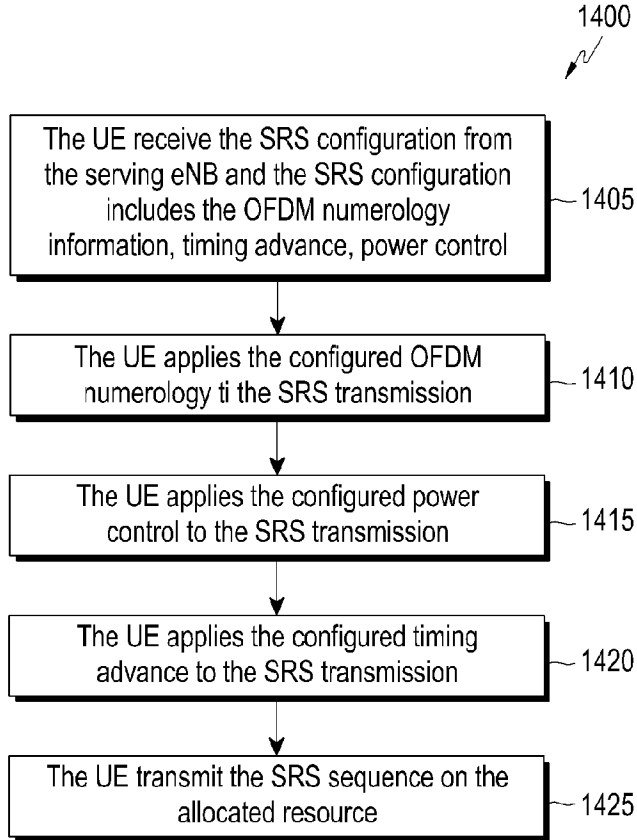 1400
The UE receive the SRS configuration from
the serving eNB and the SRS configuration
includes the OFDM numerology
information, timing advance, power control
1405
The UE applies the configured OFDM
numerology ti the SRS transmission
1410
The UE applies the configured power
control to the SRS transmission
1415
The UE applies the configured timing
advance to the SRS transmission
1420
The UE transmit the SRS sequence on the
allocated resource
1425